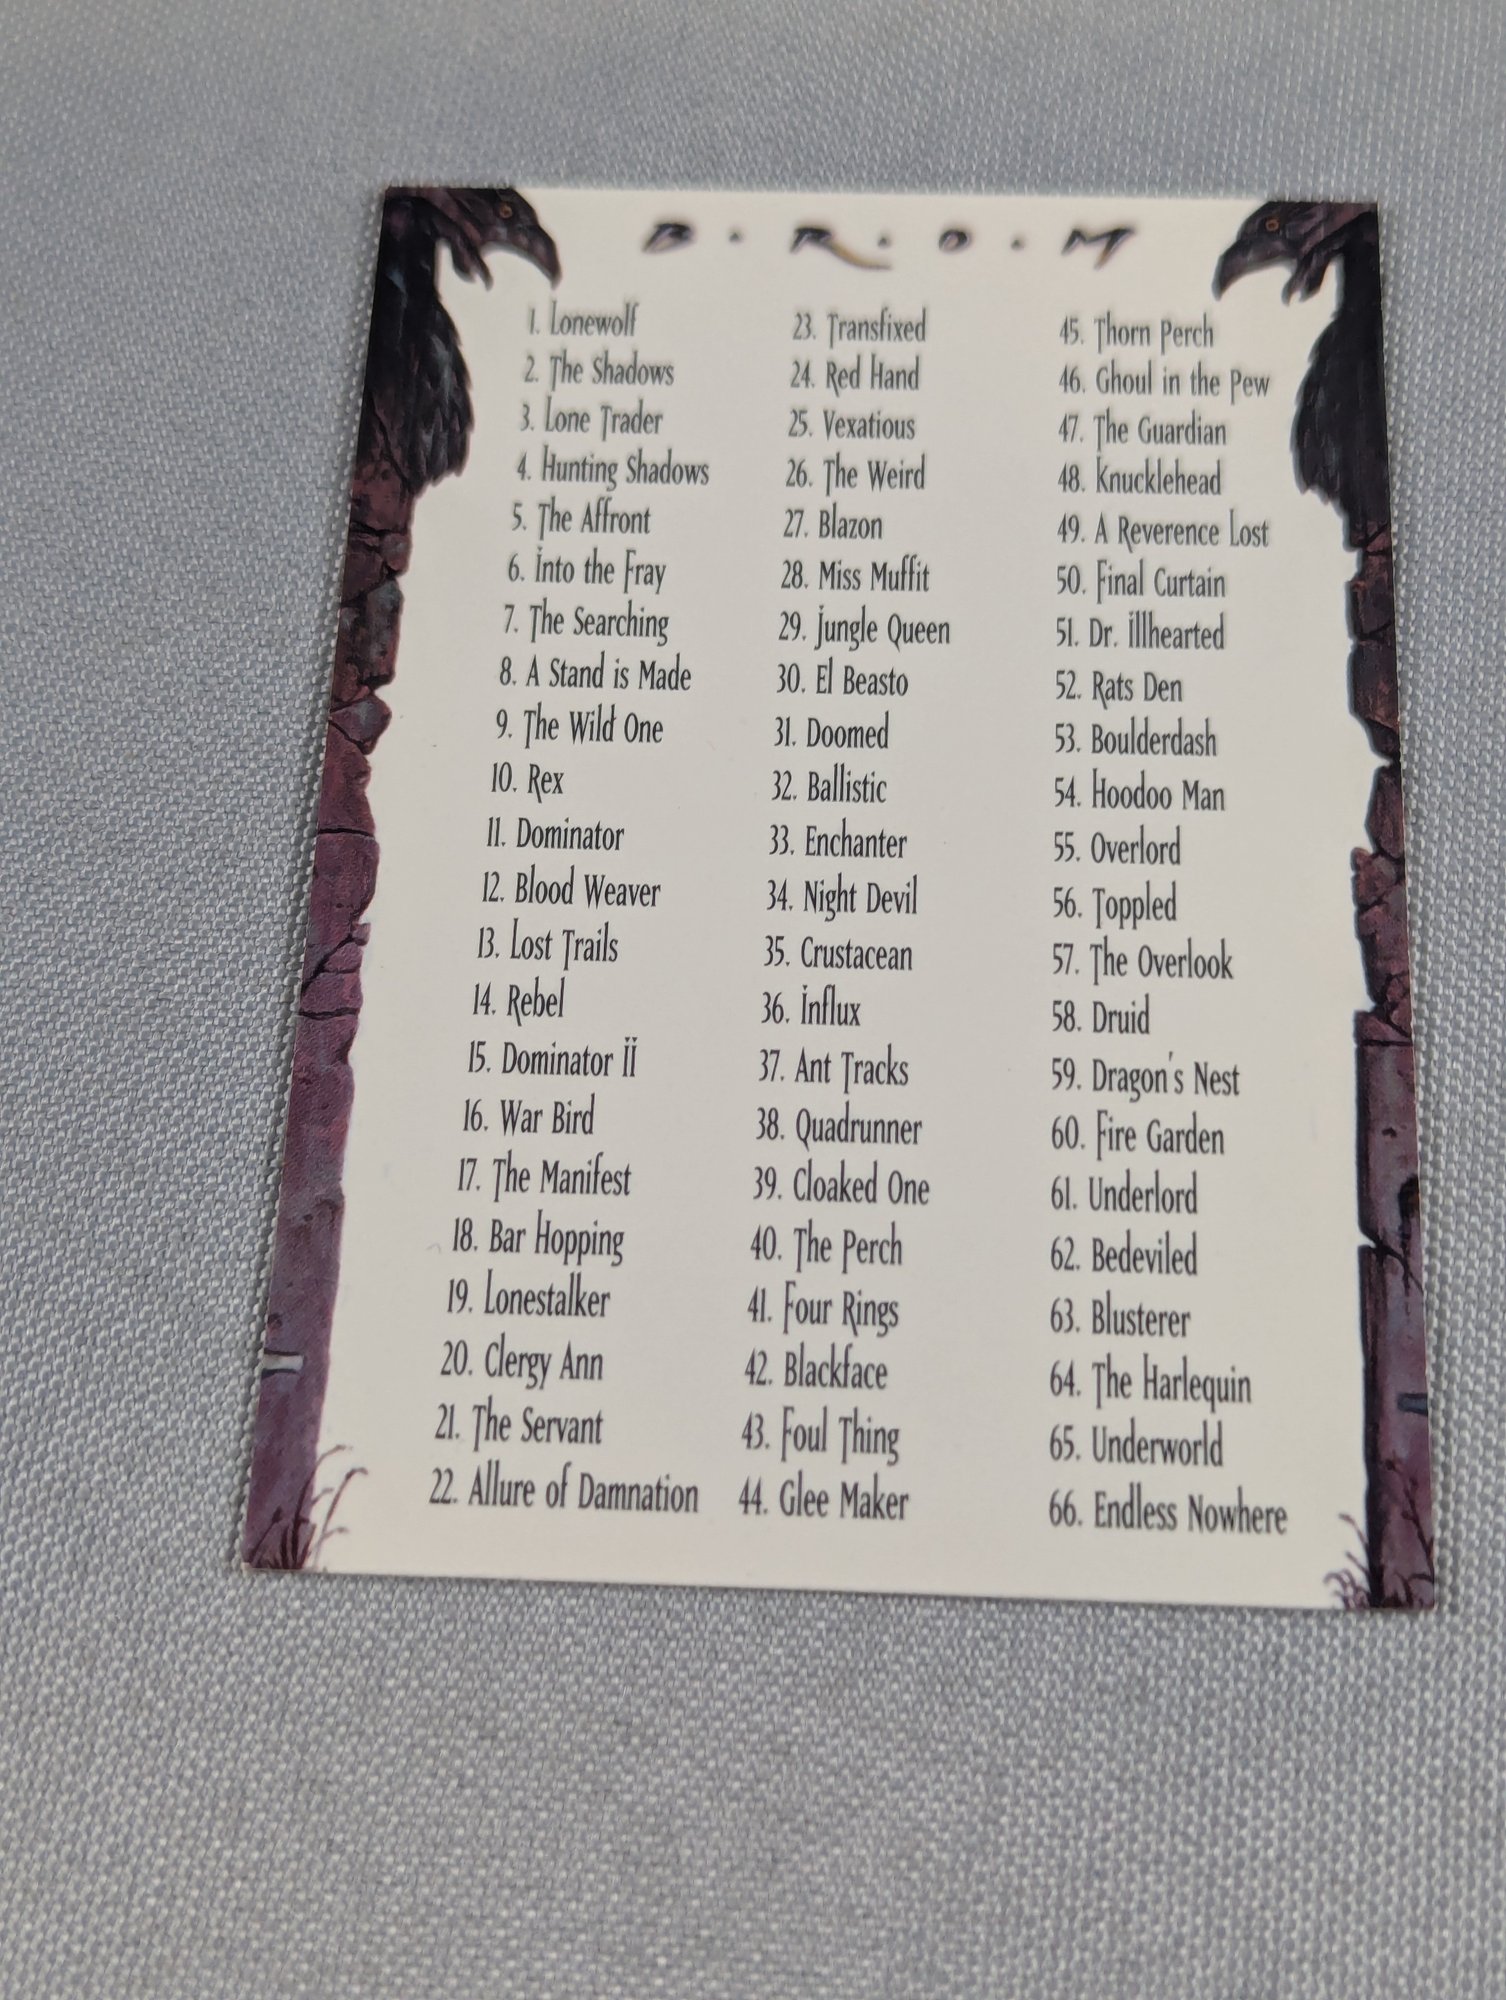 B·R·O·M
1. Lonewolf
2. The Shadows
3. Lone Trader
4. Hunting Shadows
5. The Affront
6. Into the Fray
7. The Searching
8. A Stand is Made
9. The Wild One
10. Rex
11. Dominator
12. Blood Weaver
13. Lost Trails
14. Rebel
15. Dominator II
16. War Bird
17. The Manifest
18. Bar Hopping
19. Lonestalker
20. Clergy Ann
21. The Servant
22. Allure of Damnation
23. Transfixed
24. Red Hand
25. Vexatious
26. The Weird
27. Blazon
28. Miss Muffit
29. Jungle Queen
30. El Beasto
31. Doomed
32. Ballistic
33. Enchanter
34. Night Devil
35. Crustacean
36. Influx
37. Ant Tracks
38. Quadrunner
39. Cloaked One
40. The Perch
41. Four Rings
42. Blackface
43. Foul Thing
44. Glee Maker
45. Thorn Perch
46. Ghoul in the Pew
47. The Guardian
48. Knucklehead
49. A Reverence Lost
50. Final Curtain
51. Dr. Illhearted
52. Rats Den
53. Boulderdash
54. Hoodoo Man
55. Overlord
56. Toppled
57. The Overlook
58. Druid
59. Dragon's Nest
60. Fire Garden
61. Underlord
62. Bedeviled
63. Blusterer
64. The Harlequin
65. Underworld
66. Endless Nowhere